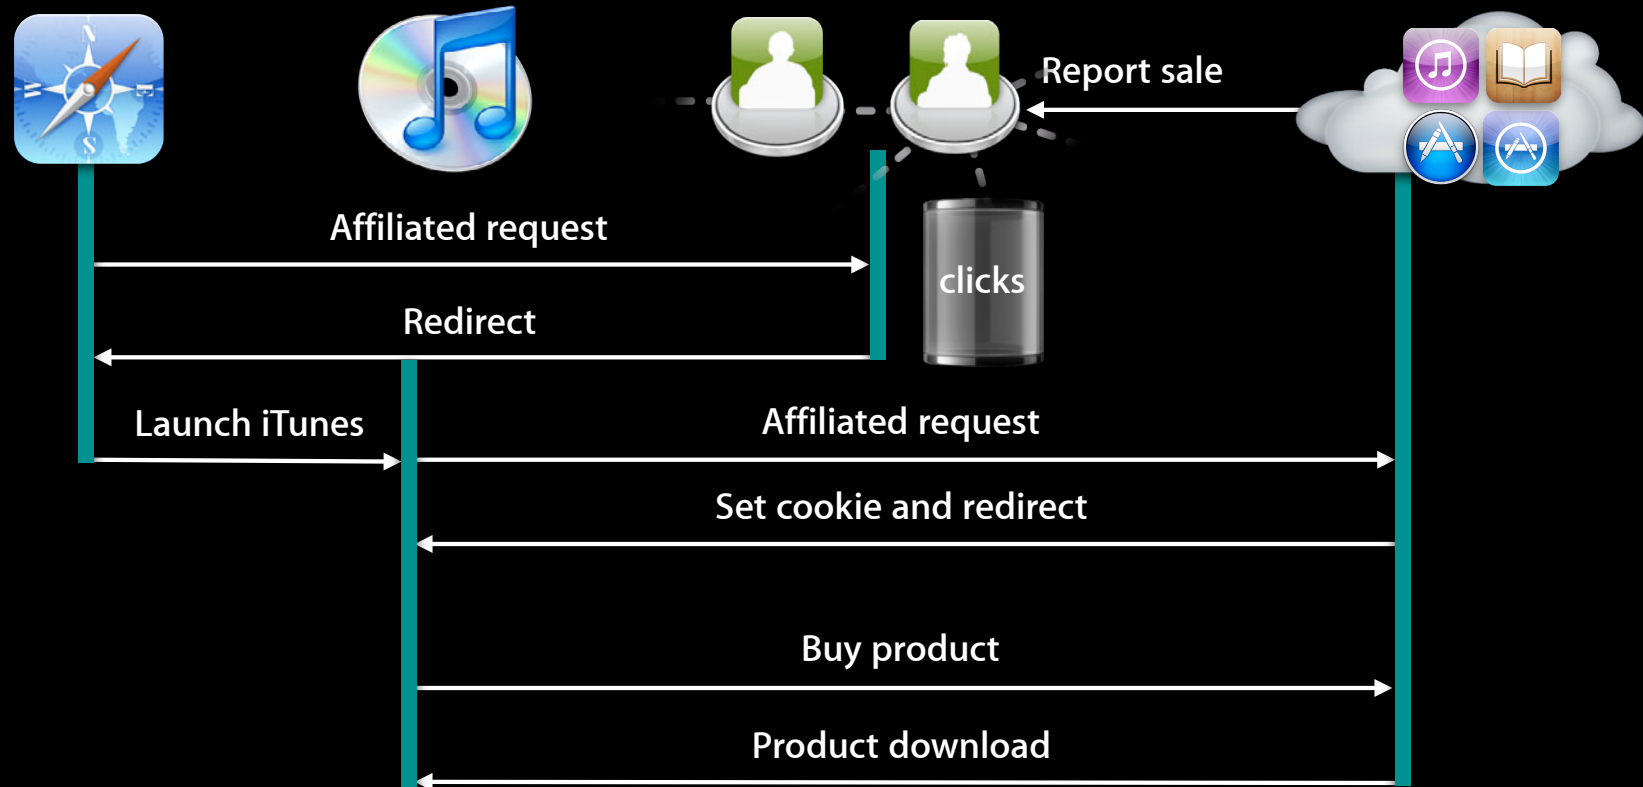 Report sale
Affiliated request
clicks
Redirect
Launch iTunes
Affiliated request
Set cookie and redirect
Buy product
Product download
N
W
E
S